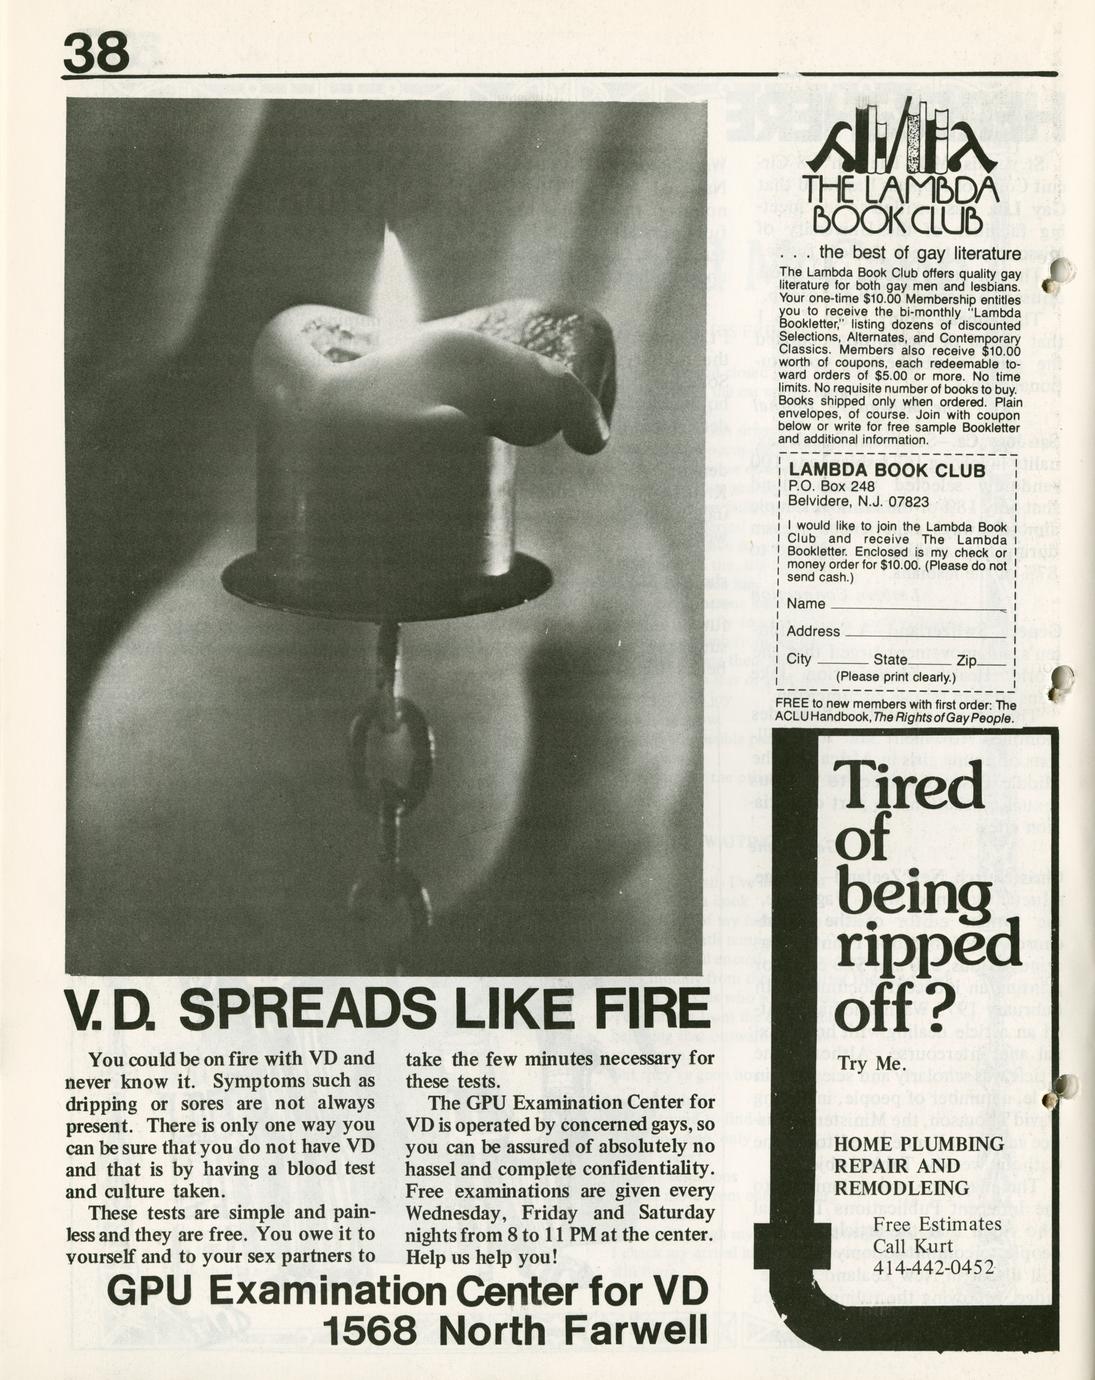 38
V.D. SPREADS LIKE FIRE
You could be on fire with VD and
never know it. Symptoms such as
dripping or sores are not always
present. There is only one way you
can be sure that you do not have VD
and that is by having a blood test
and culture taken.
These tests are simple and pain-
less and they are free. You owe it to
yourself and to your sex partners to
take the few minutes necessary for
these tests.
The GPU Examination Center for
VD is operated by concerned gays, so
you can be assured of absolutely no
hassel and complete confidentiality.
Free examinations are given every
Wednesday, Friday and Saturday
nights from 8 to 11 PM at the center.
Help us help you!
GPU Examination Center for VD
1568 North Farwell
THE LAMBDA
BOOK CLUB
. . . the best of gay literature
The Lambda Book Club offers quality gay
literature for both gay men and lesbians.
Your one-time $10.00 Membership entitles
you to receive the bi-monthly "Lambda
Bookletter," listing dozens of discounted
Selections, Alternates, and Contemporary
Classics. Members also receive $10.00
worth of coupons, each redeemable to-
ward orders of $5.00 or more. No time
limits. No requisite number of books to buy.
Books shipped only when ordered. Plain
envelopes, of course. Join with coupon
below or write for free sample Bookletter
and additional information.
LAMBDA BOOK CLUB
P.O. Box 248
Belvidere, N.J. 07823
I would like to join the Lambda Book
Club and receive The Lambda
Bookletter. Enclosed is my check or
money order for $10.00. (Please do not
send cash.)
Name
Address
City State Zip
(Please print clearly.)
FREE to new members with first order: The
ACLU Handbook, The Rights of Gay People.
Tired
of
being
ripped
off?
Try Me.
HOME PLUMBING
REPAIR AND
REMODLEING
Free Estimates
Call Kurt
414-442-0452